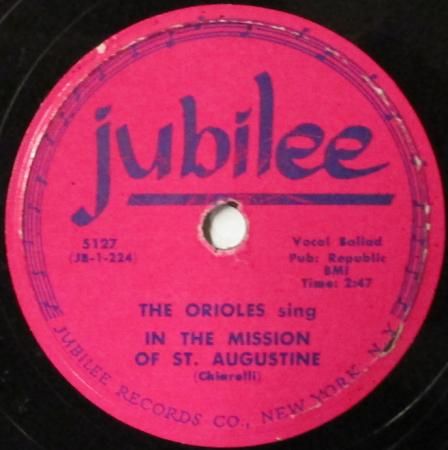 jubilee
5127
(JB-1-224)
Vocal Ballad
Pub: Republic
BMI
Time: 2:47
THE ORIOLES sing
IN THE MISSION
OF ST. AUGUSTINE
(Chiarelli)
JUBILEE RECORDS CO., NEW YORK, N.Y.